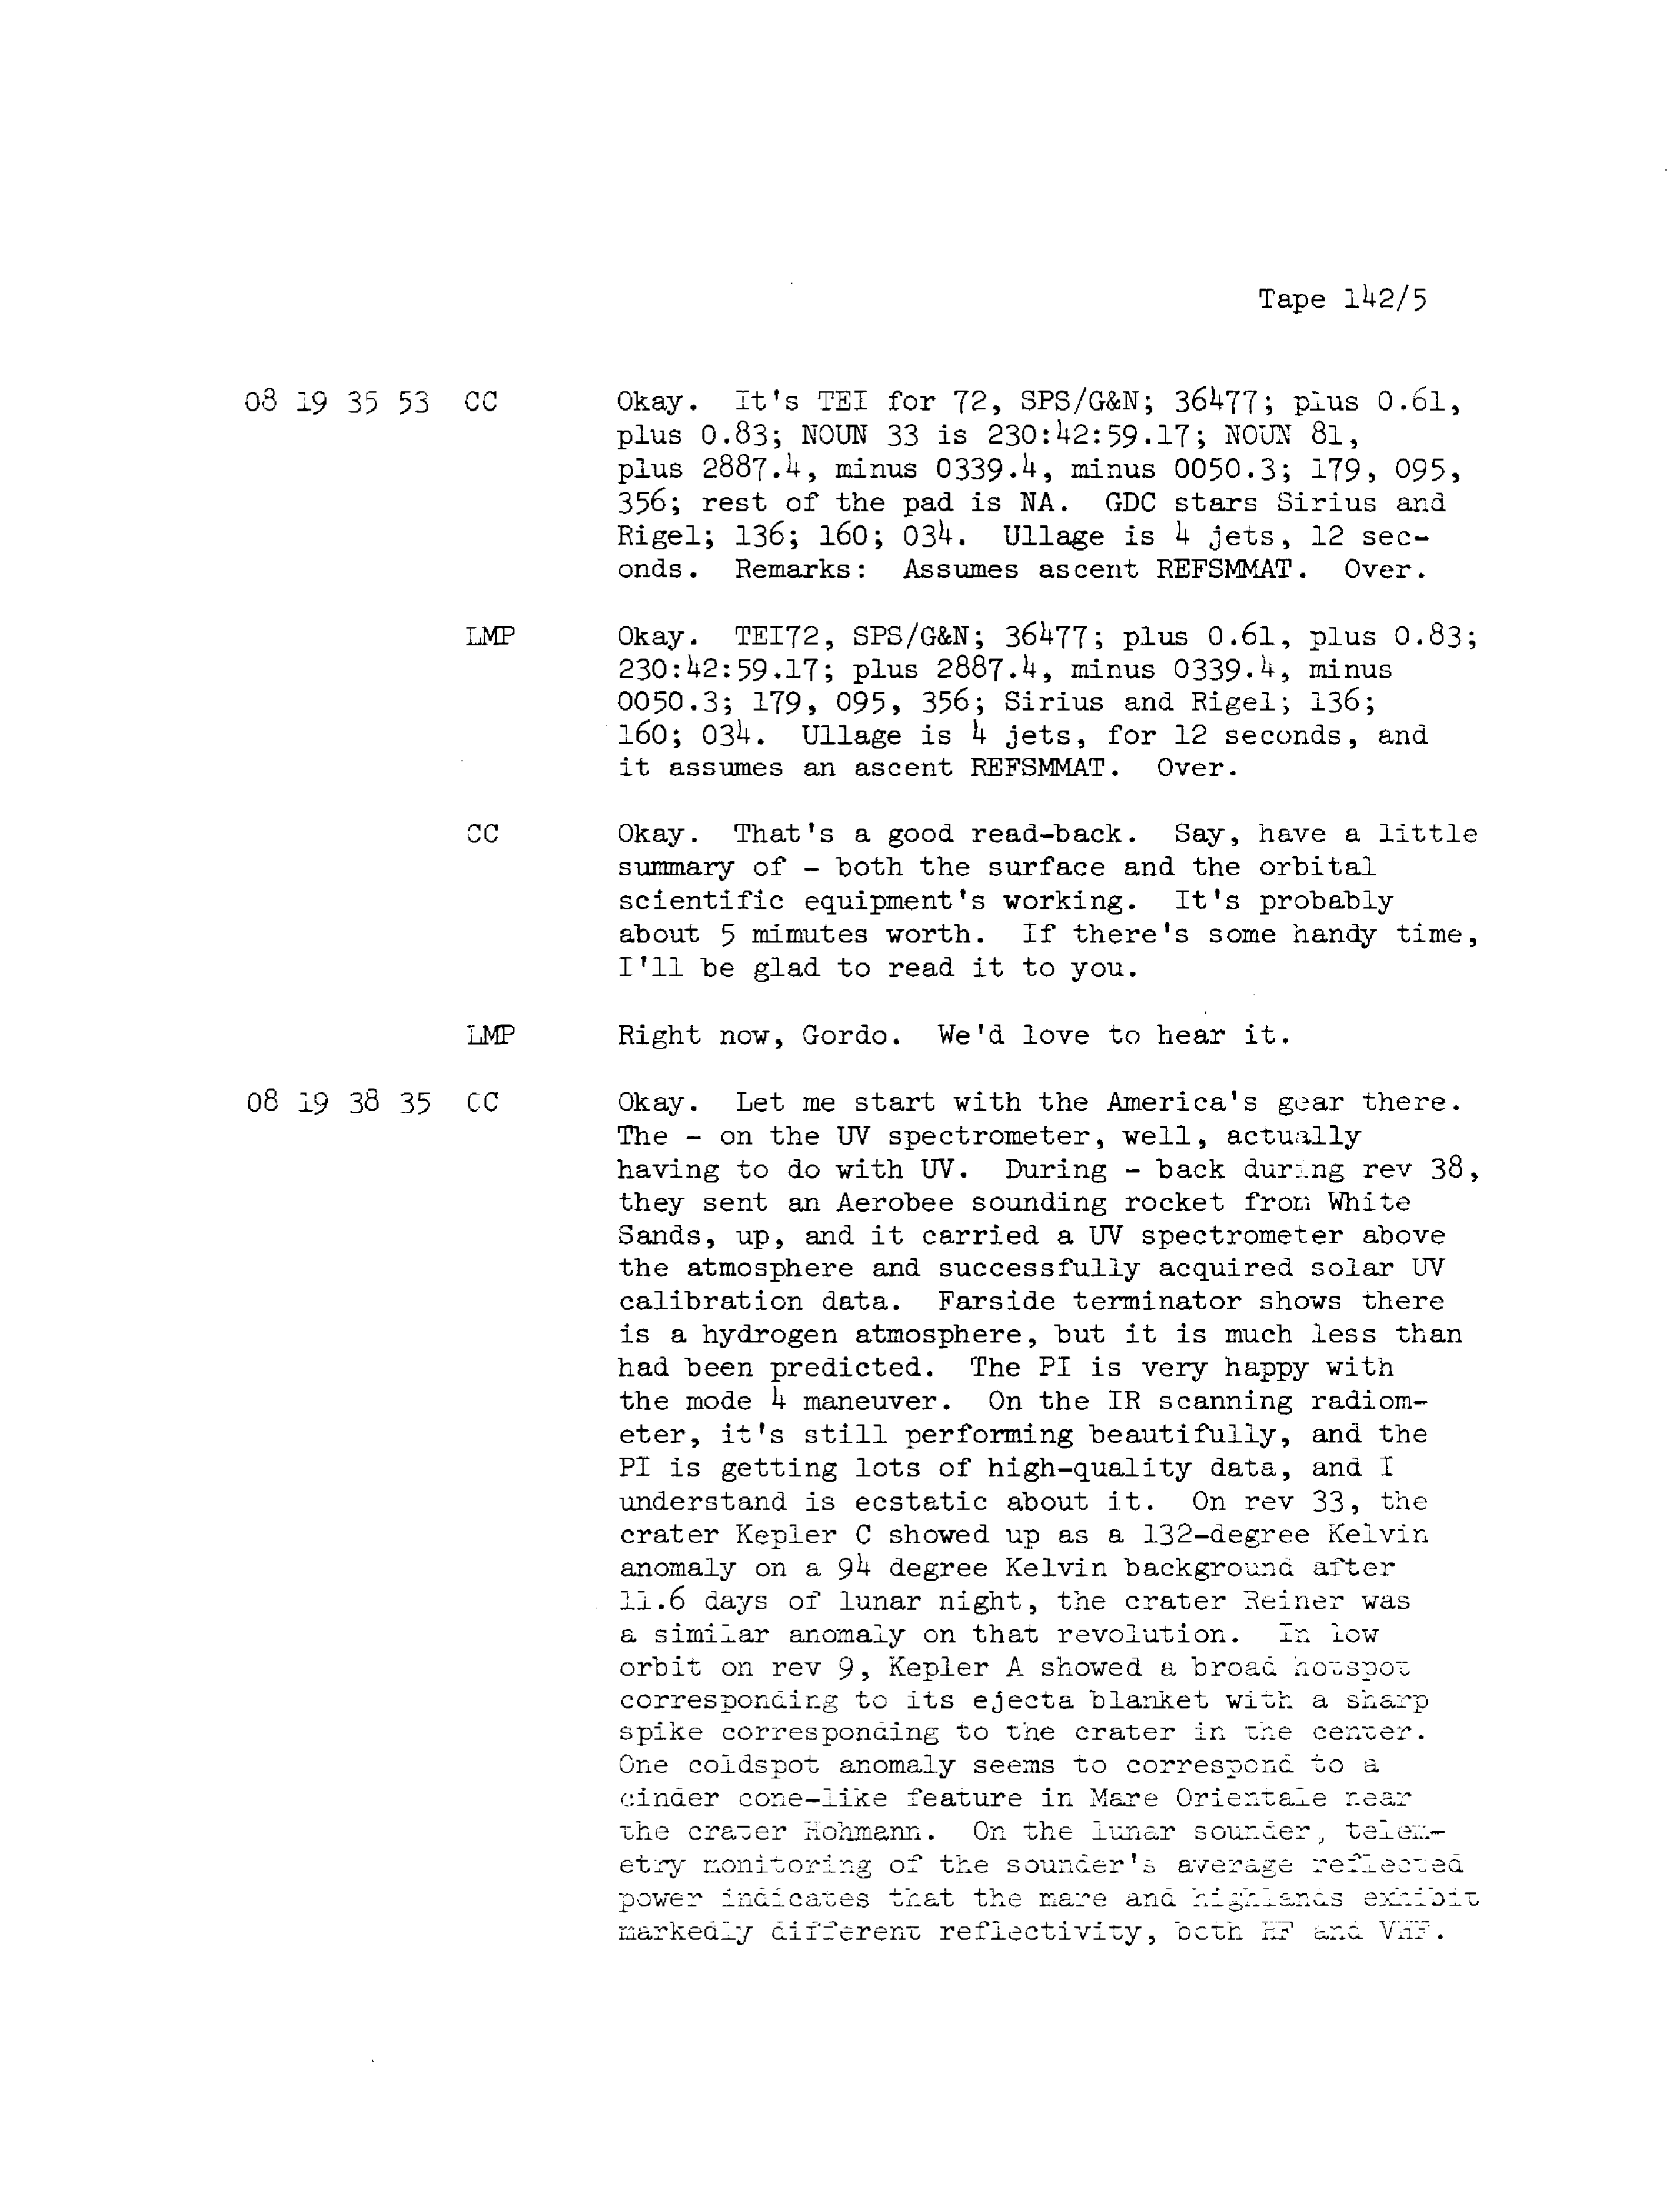 Tape 142/5
08 19 35 53 CC Okay. It's TEI for 72, SPS/G&N; 36477; plus 0.61,
plus 0.83; NOUN 33 is 230:42:59.17; NOUN 81,
plus 2887.4, minus 0339.4, minus 0050.3; 179, 095,
356; rest of the pad is NA. GDC stars Sirius and
Rigel; 136; 160; 034. Ullage is 4 jets, 12 sec-
onds. Remarks: Assumes ascent REFSMMAT. Over.
LMP Okay. TEI72, SPS/G&N; 36477; plus 0.61, plus 0.83;
230:42:59.17; plus 2887.4, minus 0339.4, minus
0050.3; 179, 095, 356; Sirius and Rigel; 136;
160; 034. Ullage is 4 jets, for 12 seconds, and
it assumes an ascent REFSMMAT. Over.
CC Okay. That's a good read-back. Say, have a little
summary of - both the surface and the orbital
scientific equipment's working. It's probably
about 5 mimutes worth. If there's some handy time,
I'll be glad to read it to you.
LMP Right now, Gordo. We'd love to hear it.
08 19 38 35 CC Okay. Let me start with the America's gear there.
The - on the UV spectrometer, well, actually
having to do with UV. During - back during rev 38,
they sent an Aerobee sounding rocket from White
Sands, up, and it carried a UV spectrometer above
the atmosphere and successfully acquired solar UV
calibration data. Farside terminator shows there
is a hydrogen atmosphere, but it is much less than
had been predicted. The PI is very happy with
the mode 4 maneuver. On the IR scanning radiom-
eter, it's still performing beautifully, and the
PI is getting lots of high-quality data, and I
understand is ecstatic about it. On rev 33, the
crater Kepler C showed up as a 132-degree Kelvin
anomaly on a 94 degree Kelvin background after
11.6 days of lunar night, the crater Reiner was
a similar anomaly on that revolution. In low
orbit on rev 9, Kepler A showed a broad hotspot
corresponding to its ejecta blanket with a sharp
spike corresponding to the crater in the center.
One coldspot anomaly seems to correspond to a
cinder cone-like feature in Mare Orientale near
the crater Hohmann. On the lunar sounder, telem-
etry monitoring of the sounder's average reflected
power indicates that the mare and highlands exhibit
markedly different reflectivity, both HF and VHF.